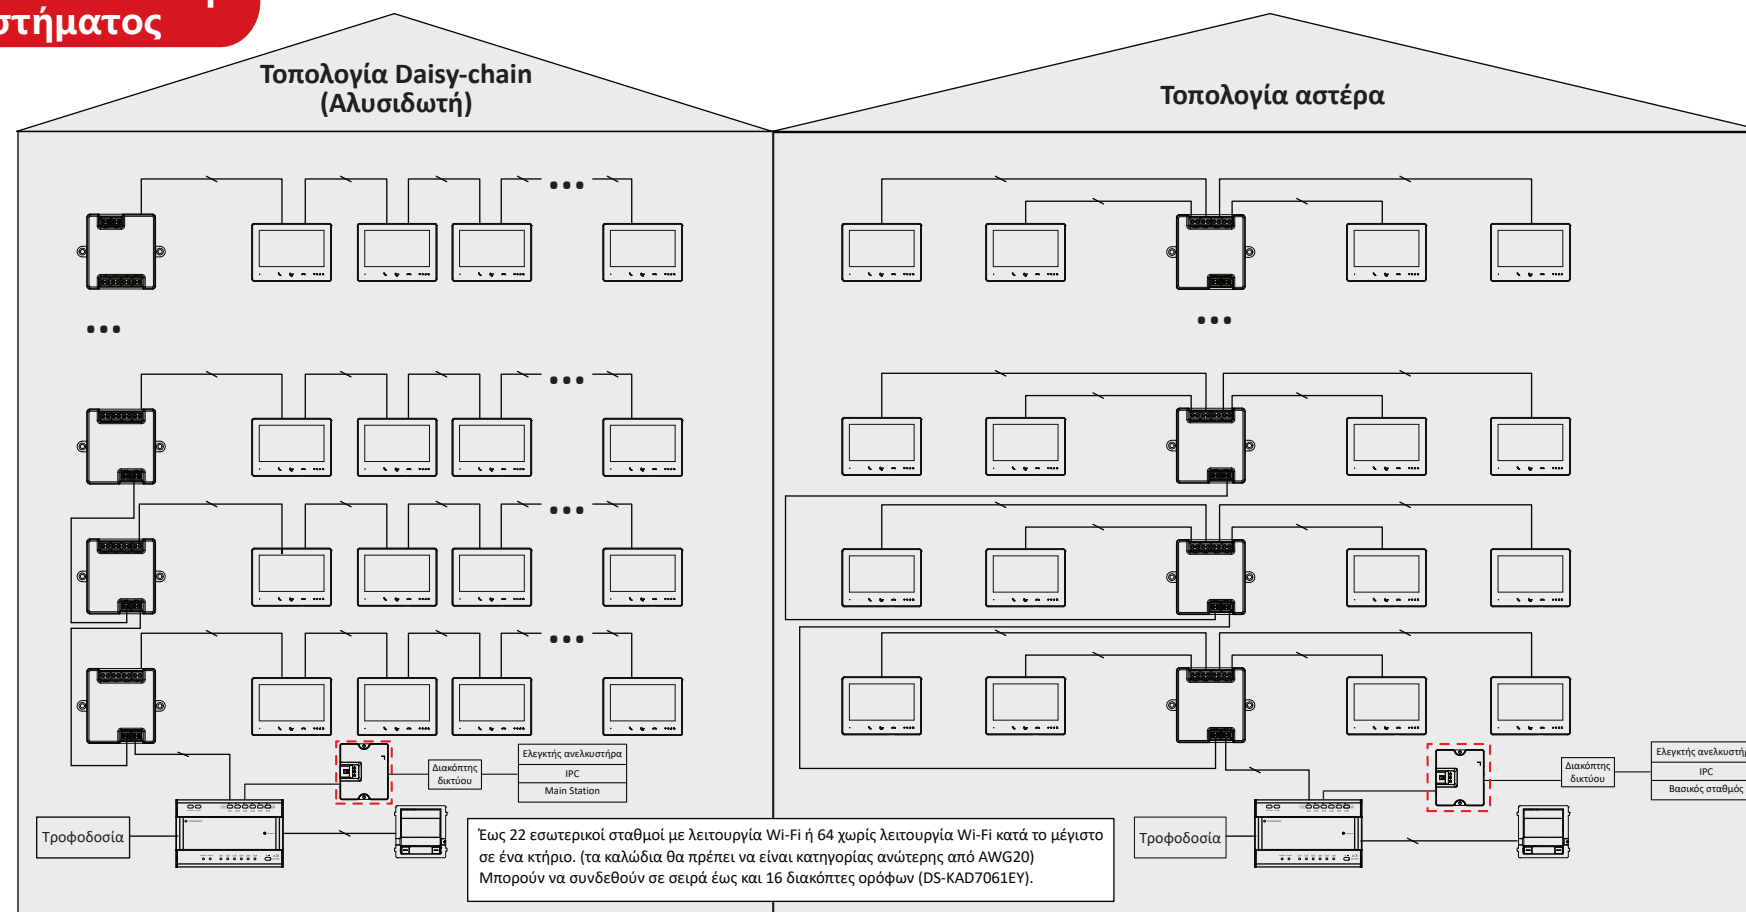 στήματος
Τοπολογία Daisy-chain
(Αλυσιδωτή)
Τοπολογία αστέρα
Ελεγκτής ανελκυστήρα
IPC
Main Station
Διακόπτης
δικτύου
Τροφοδοσία
Έως 22 εσωτερικοί σταθμοί με λειτουργία Wi-Fi ή 64 χωρίς λειτουργία Wi-Fi κατά το μέγιστο
σε ένα κτήριο. (τα καλώδια θα πρέπει να είναι κατηγορίας ανώτερης από AWG20)
Μπορούν να συνδεθούν σε σειρά έως και 16 διακόπτες ορόφων (DS-KAD7061EY).
Ελεγκτής ανελκυστήρ
IPC
Βασικός σταθμός
Διακόπτης
δικτύου
Τροφοδοσία